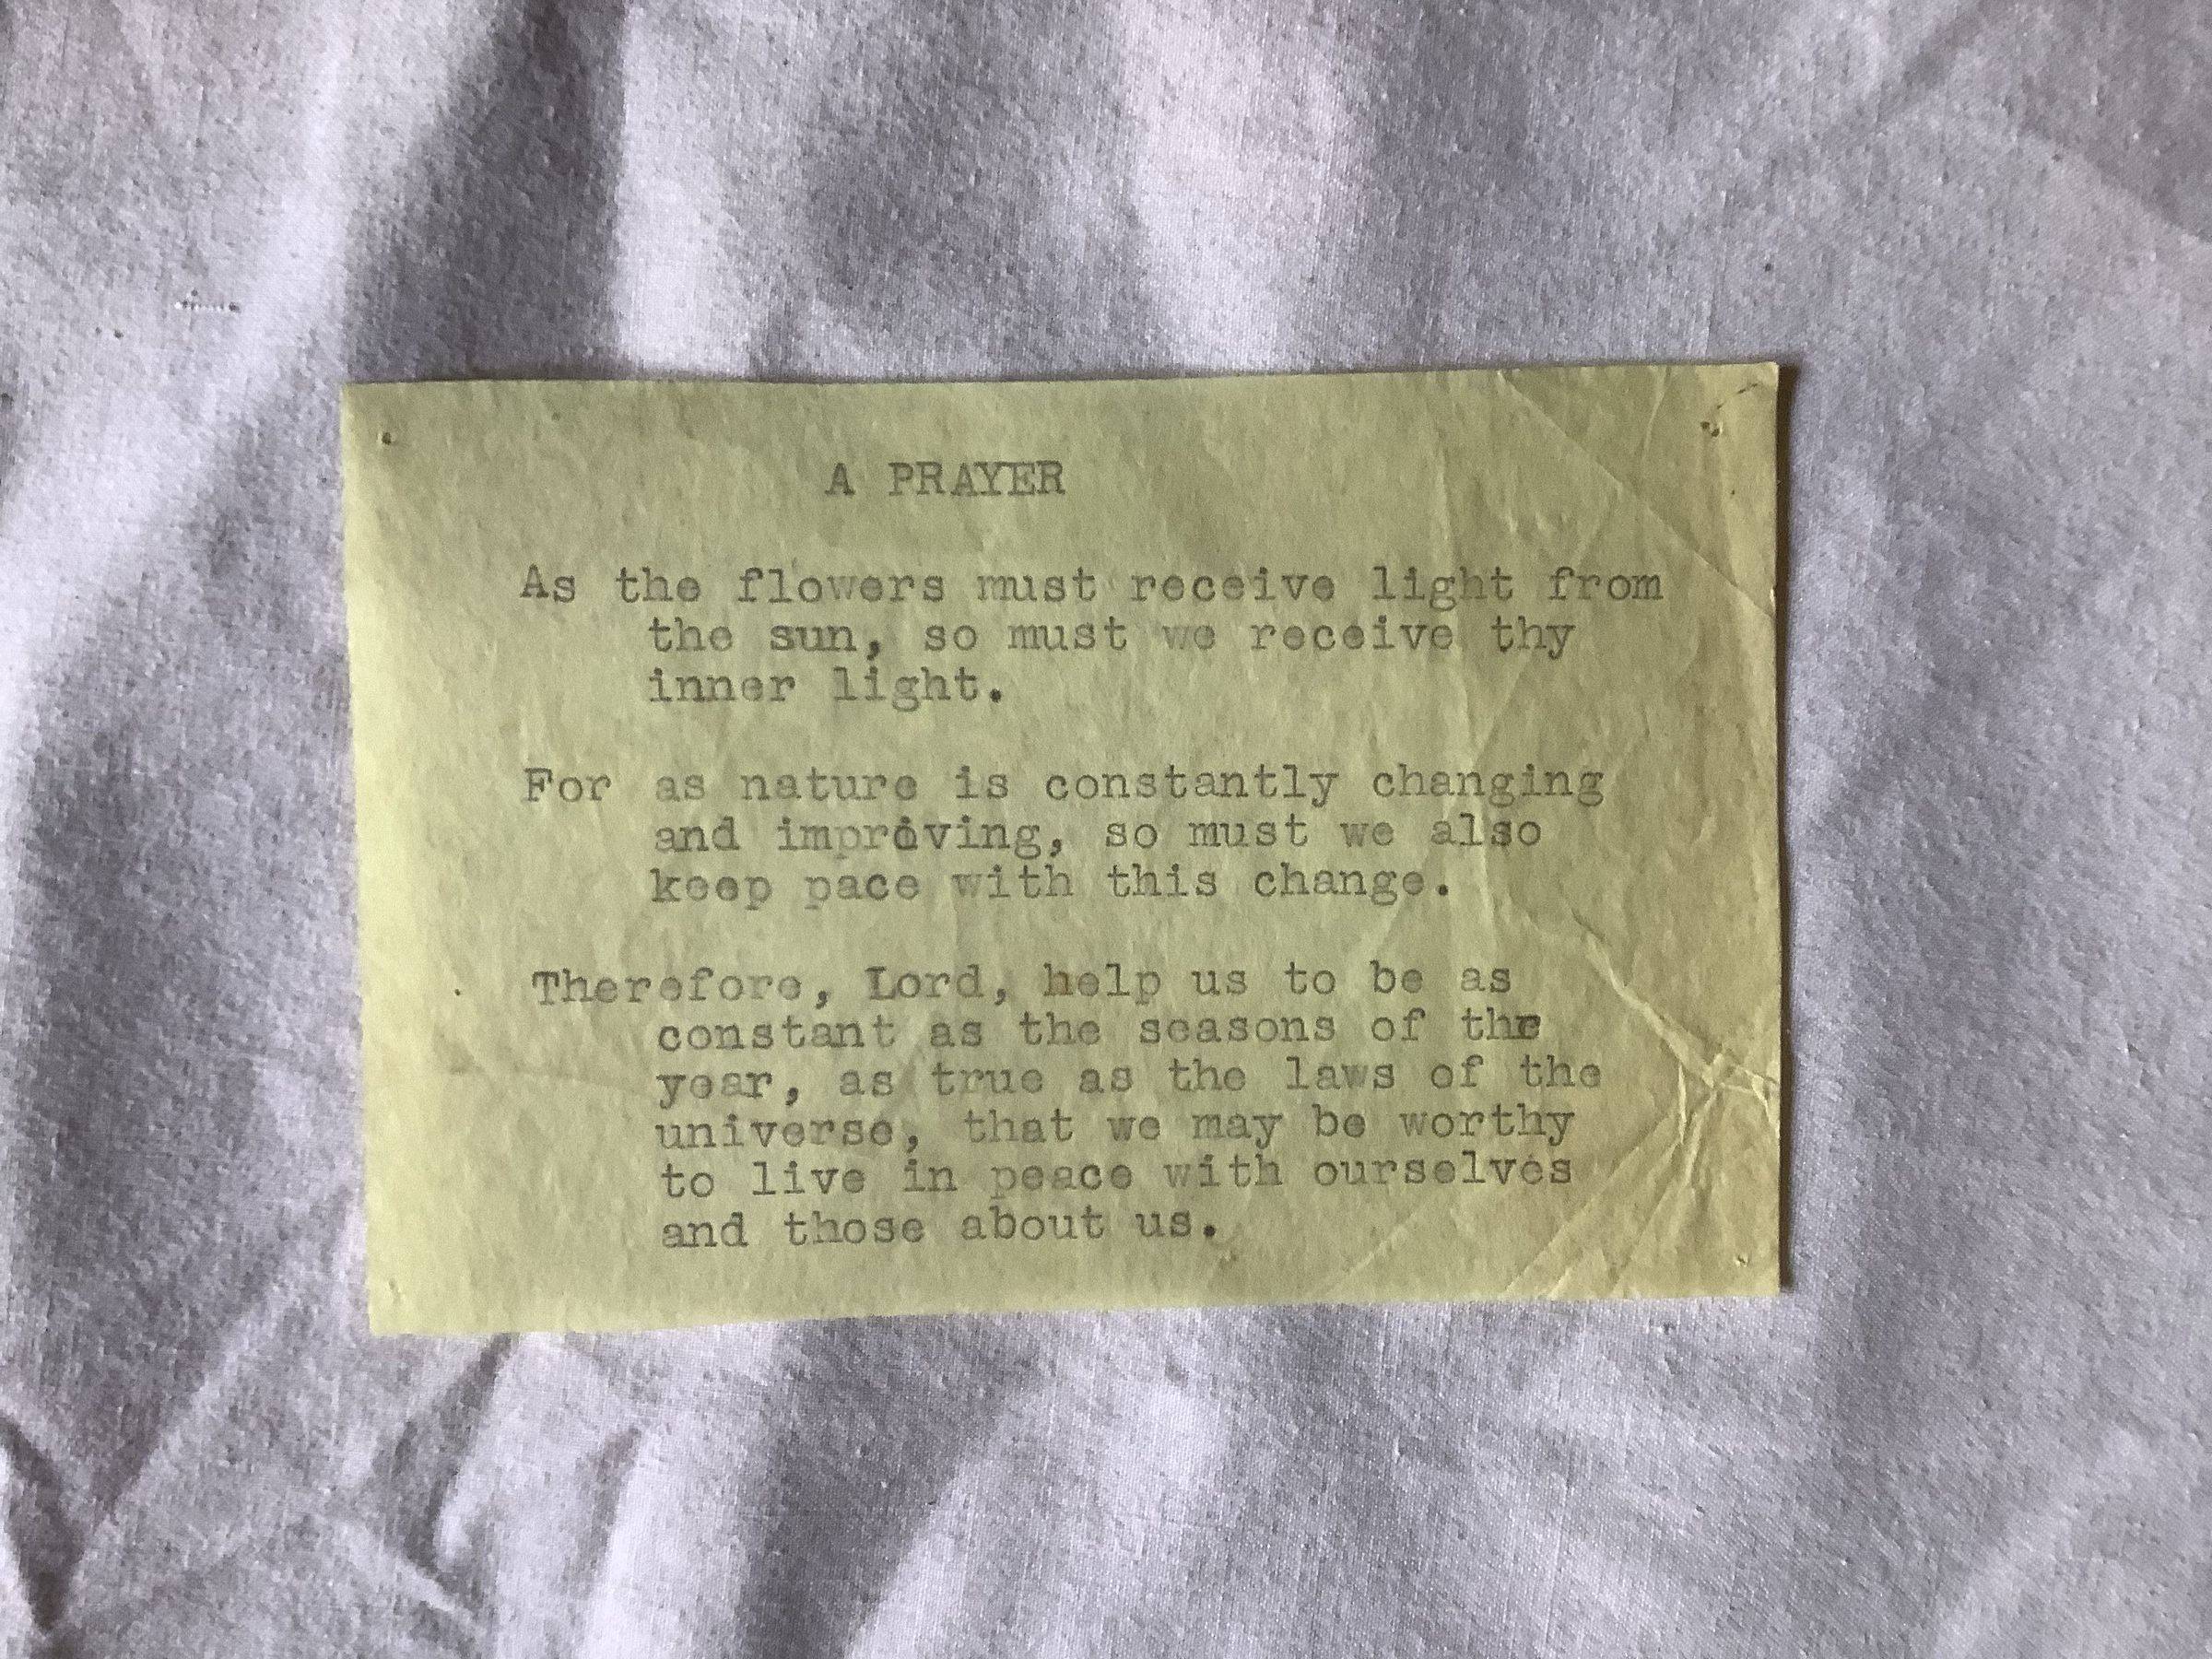 A PRAYER
As the flowers must receive light from
the sun, so must we receive thy
inner light.
For as nature is constantly changing
and improving, so must we also
keep pace with this change.
Therefore, Lord, help us to be as
constant as the seasons of the
year, as true as the laws of the
universe, that we may be worthy
to live in peace with ourselves
and those about us.